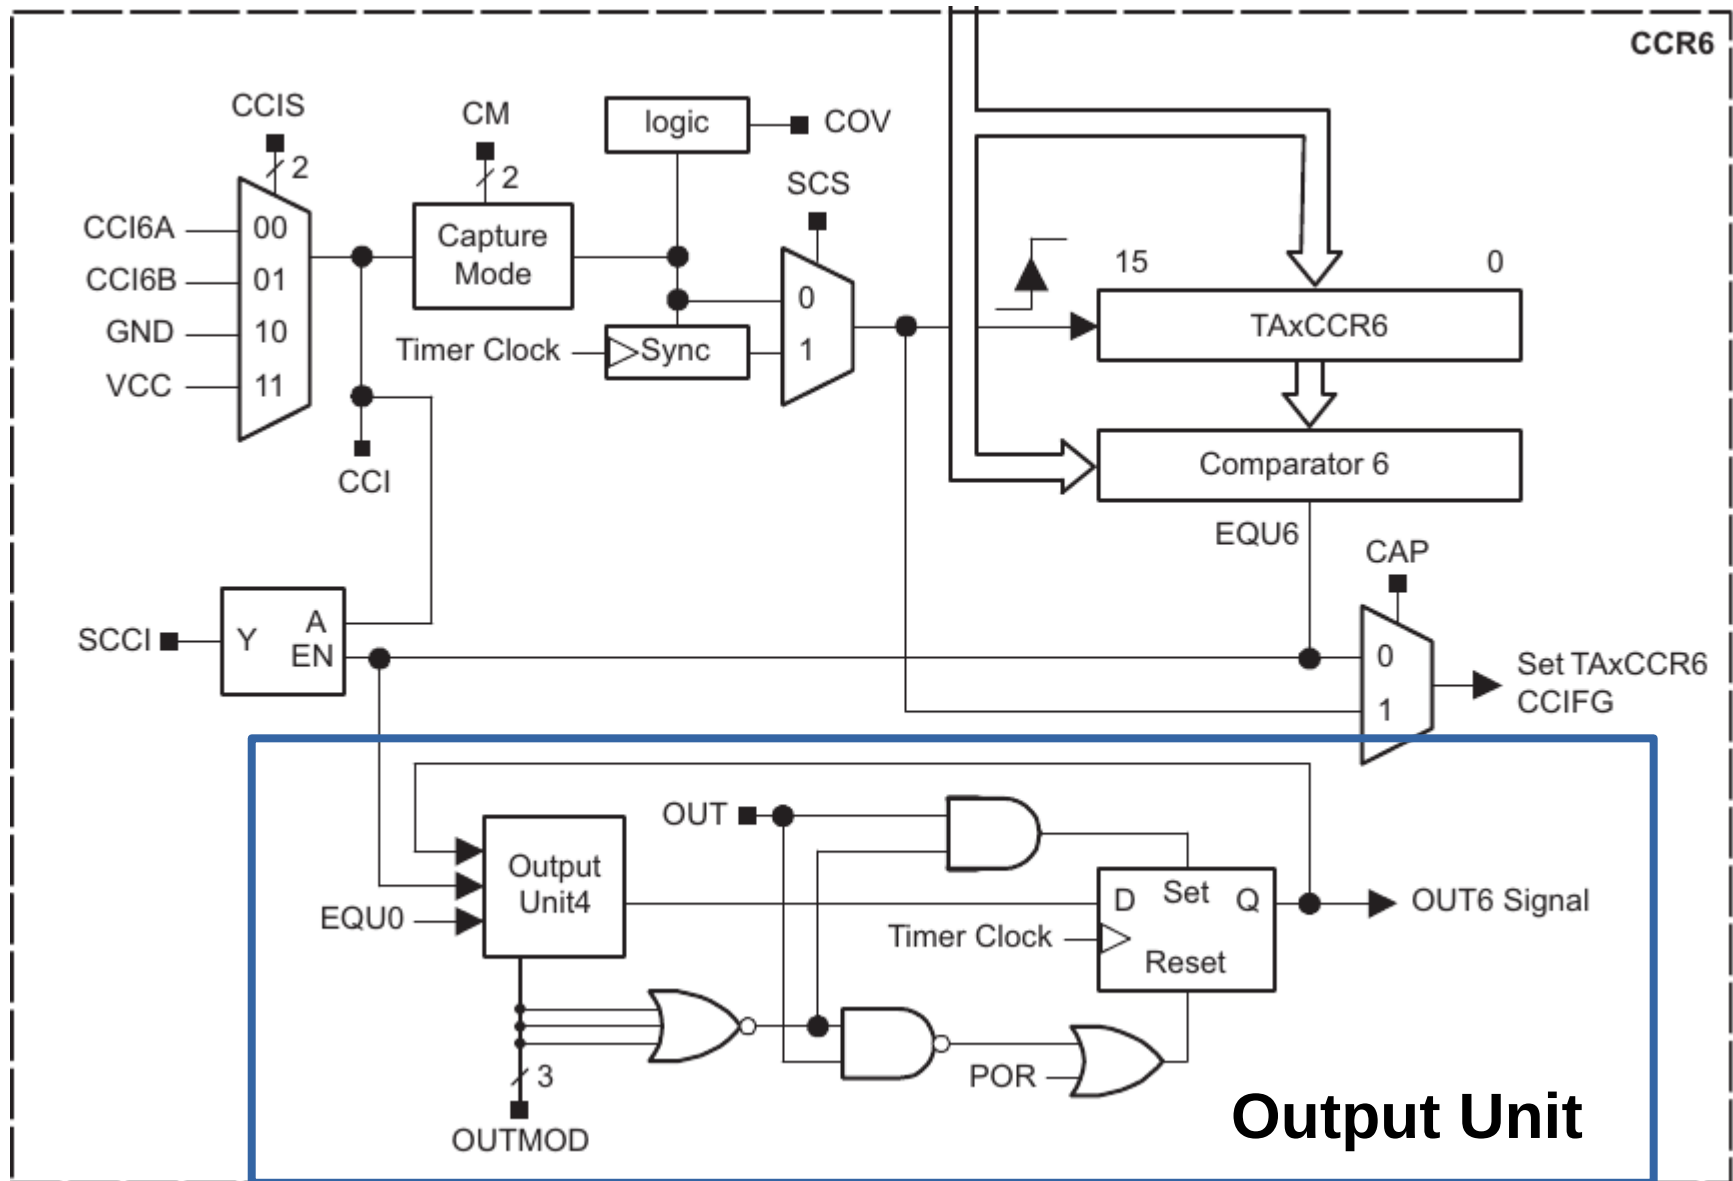 CCR6
CCIS
2
CM
2
logic
COV
SCS
CCI6A
00
CCI6B
01
GND
10
VCC
11
Capture
Mode
0
1
Timer Clock
Sync
15
0
TAxCCR6
Comparator 6
CCI
EQU6
CAP
SCCI
Y
A
EN
0
1
Set TAxCCR6
CCIFG
OUT
Output
Unit4
EQU0
D
Set
Q
OUT6 Signal
Timer Clock
Reset
3
POR
OUTMOD
Output Unit